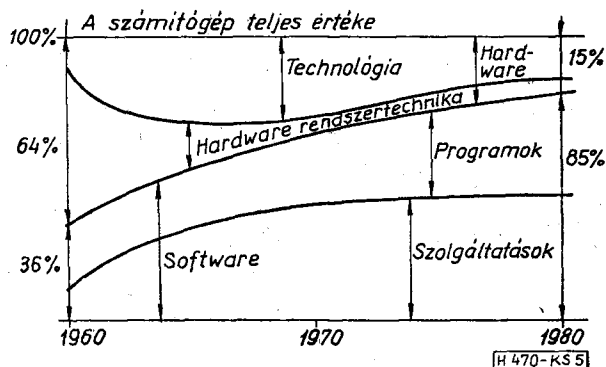 A számítógép teljes értéke
100%
Technológia
Hard-
ware
15%
Hardware rendszertechnika
64%
Programok
85%
36%
Software
Szolgáltatások
1960
1970
1980
H 470-KS 5